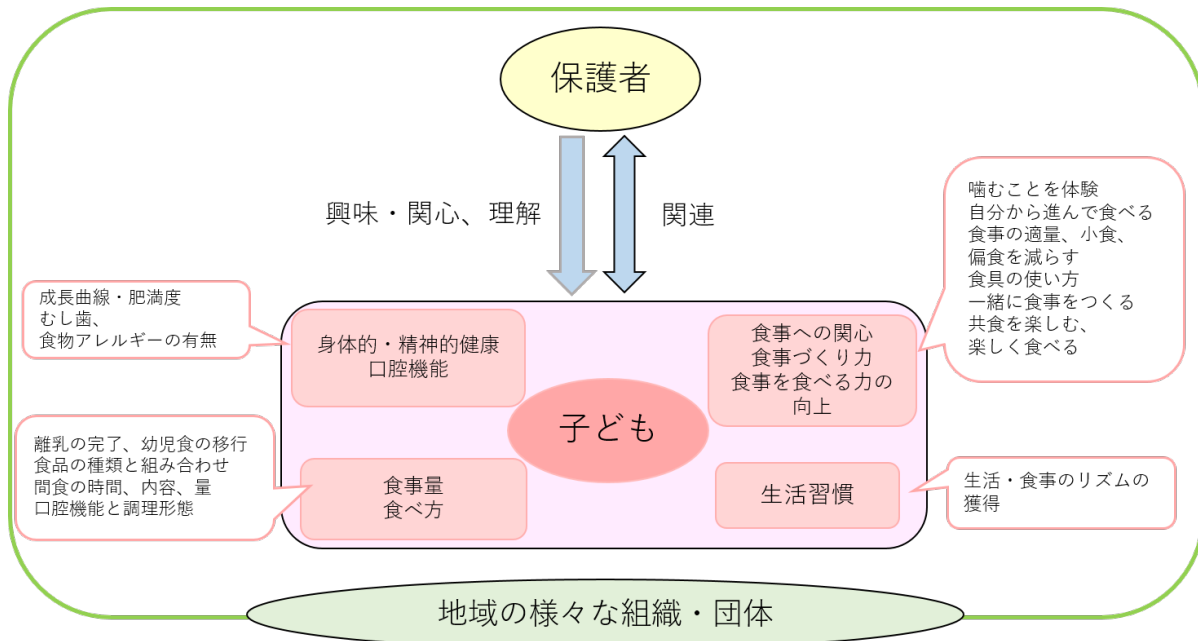 保護者
興味・関心、理解
関連
噛むことを体験
自分から進んで食べる
食事の適量、小食、
偏食を減らす
食具の使い方
一緒に食事をつくる
共食を楽しむ、
楽しく食べる
成長曲線・肥満度
むし歯、
食物アレルギーの有無
身体的・精神的健康
口腔機能
食事への関心
食事づくり力
食事を食べる力の
向上
子ども
離乳の完了、幼児食の移行
食品の種類と組み合わせ
間食の時間、内容、量
口腔機能と調理形態
食事量
食べ方
生活習慣
生活・食事のリズムの
獲得
地域の様々な組織・団体